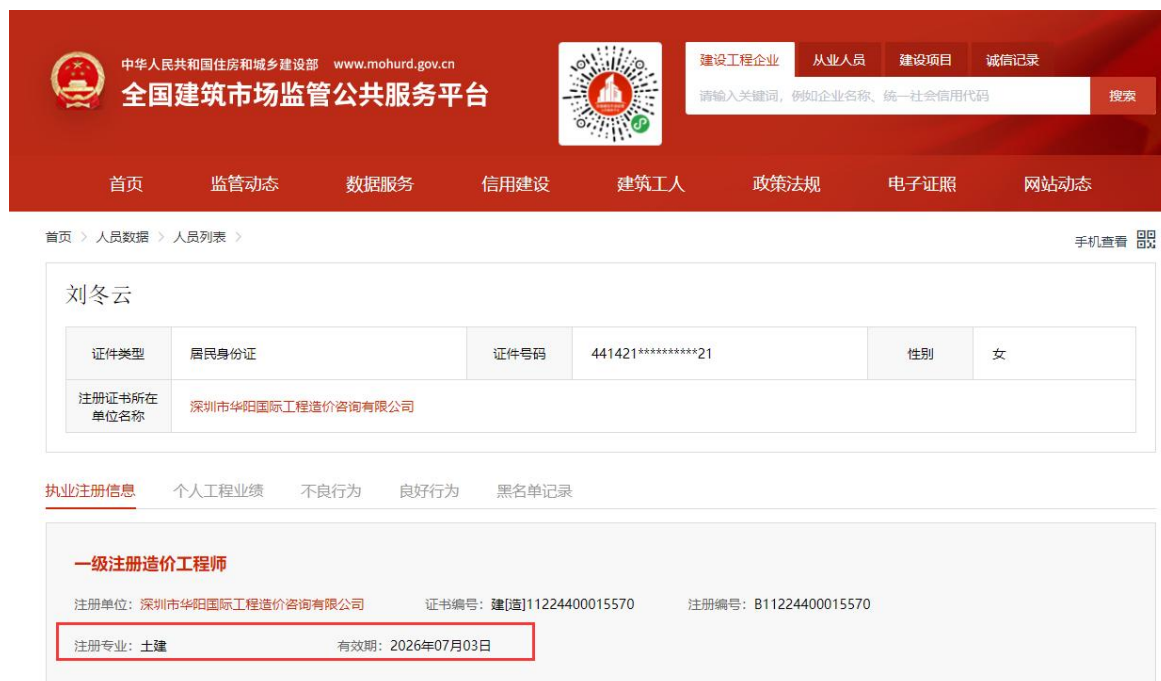 中华人民共和国住房和城乡建设部 www.mohurd.gov.cn
全国建筑市场监管公共服务平台
建设工程企业 从业人员 建设项目 诚信记录
请输入关键词，例如企业名称、统一社会信用代码 搜索
首页 监管动态 数据服务 信用建设 建筑工人 政策法规 电子证照 网站动态
首页 > 人员数据 > 人员列表 >
手机查看
刘冬云
证件类型 居民身份证 证件号码 441421**********21 性别 女
注册证书所在
单位名称
深圳市华阳国际工程造价咨询有限公司
执业注册信息 个人工程业绩 不良行为 良好行为 黑名单记录
一级注册造价工程师
注册单位：深圳市华阳国际工程造价咨询有限公司 证书编号：建[造]11224400015570 注册编号：B11224400015570
注册专业：土建 有效期：2026年07月03日